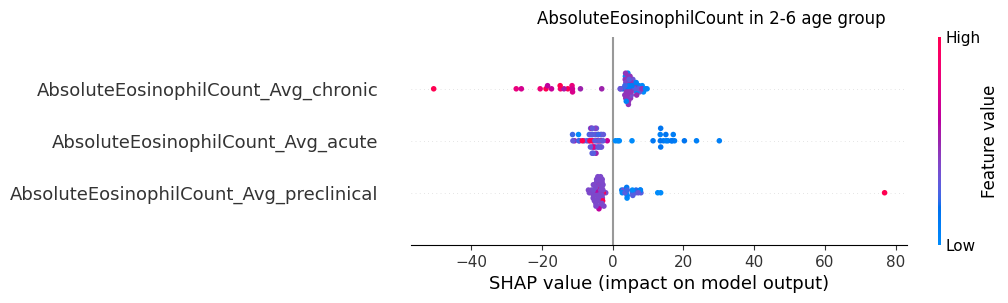 AbsoluteEosinophilCount in 2-6 age group
High
AbsoluteEosinophilCount_Avg_chronic
AbsoluteEosinophilCount_Avg_acute
AbsoluteEosinophilCount_Avg_preclinical
Feature value
Low
−40 −20 0 20 40 60 80
SHAP value (impact on model output)